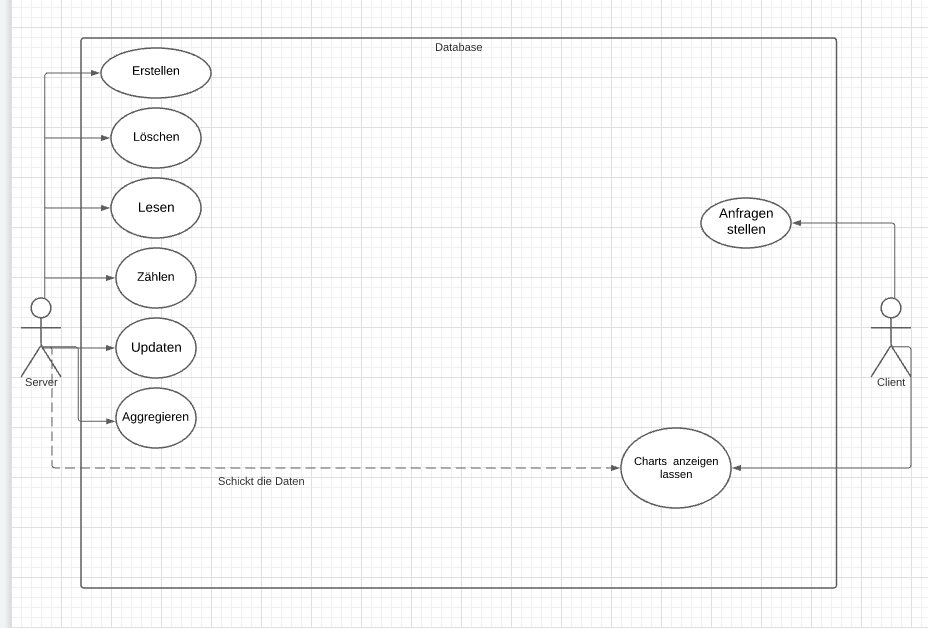 Database
Erstellen
Löschen
Lesen
Anfragen
stellen
Zählen
Updaten
Server
Client
Aggregieren
Charts anzeigen
lassen
Schickt die Daten